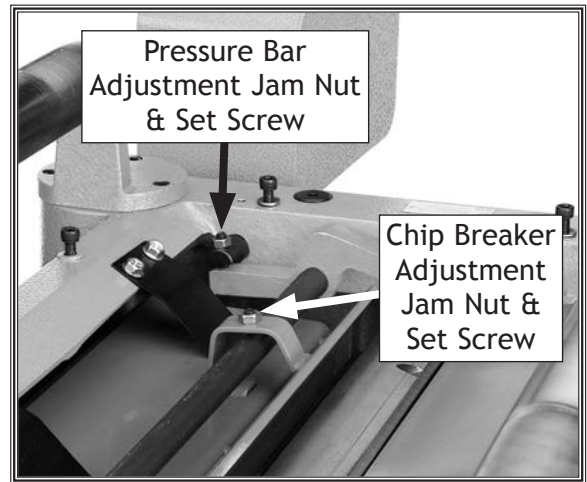 Pressure Bar
Adjustment Jam Nut
& Set Screw
Chip Breaker
Adjustment
Jam Nut &
Set Screw